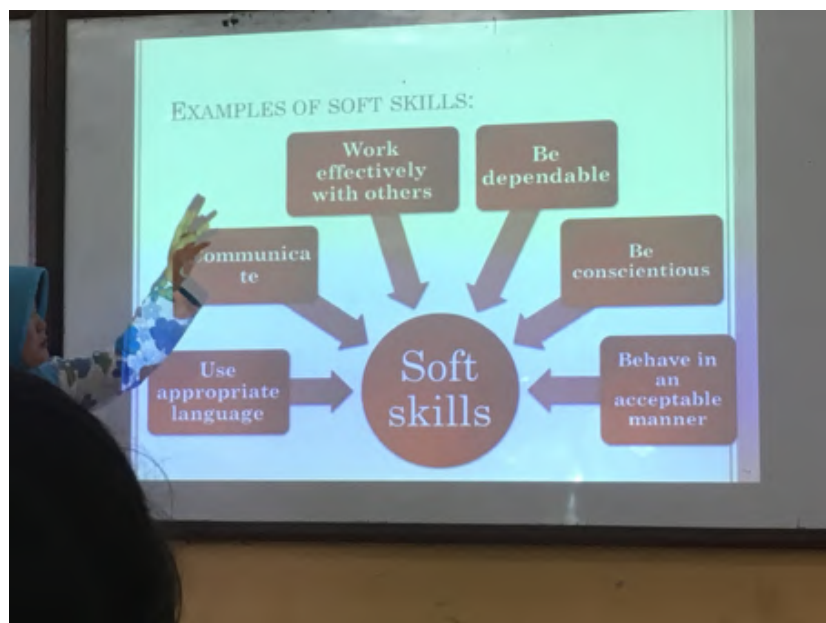 EXAMPLES OF SOFT SKILLS:
Work
effectively
with others
Be
dependable
Communica
te
Be
conscientious
Use
appropriate
language
Soft
skills
Behave in
an
acceptable
manner